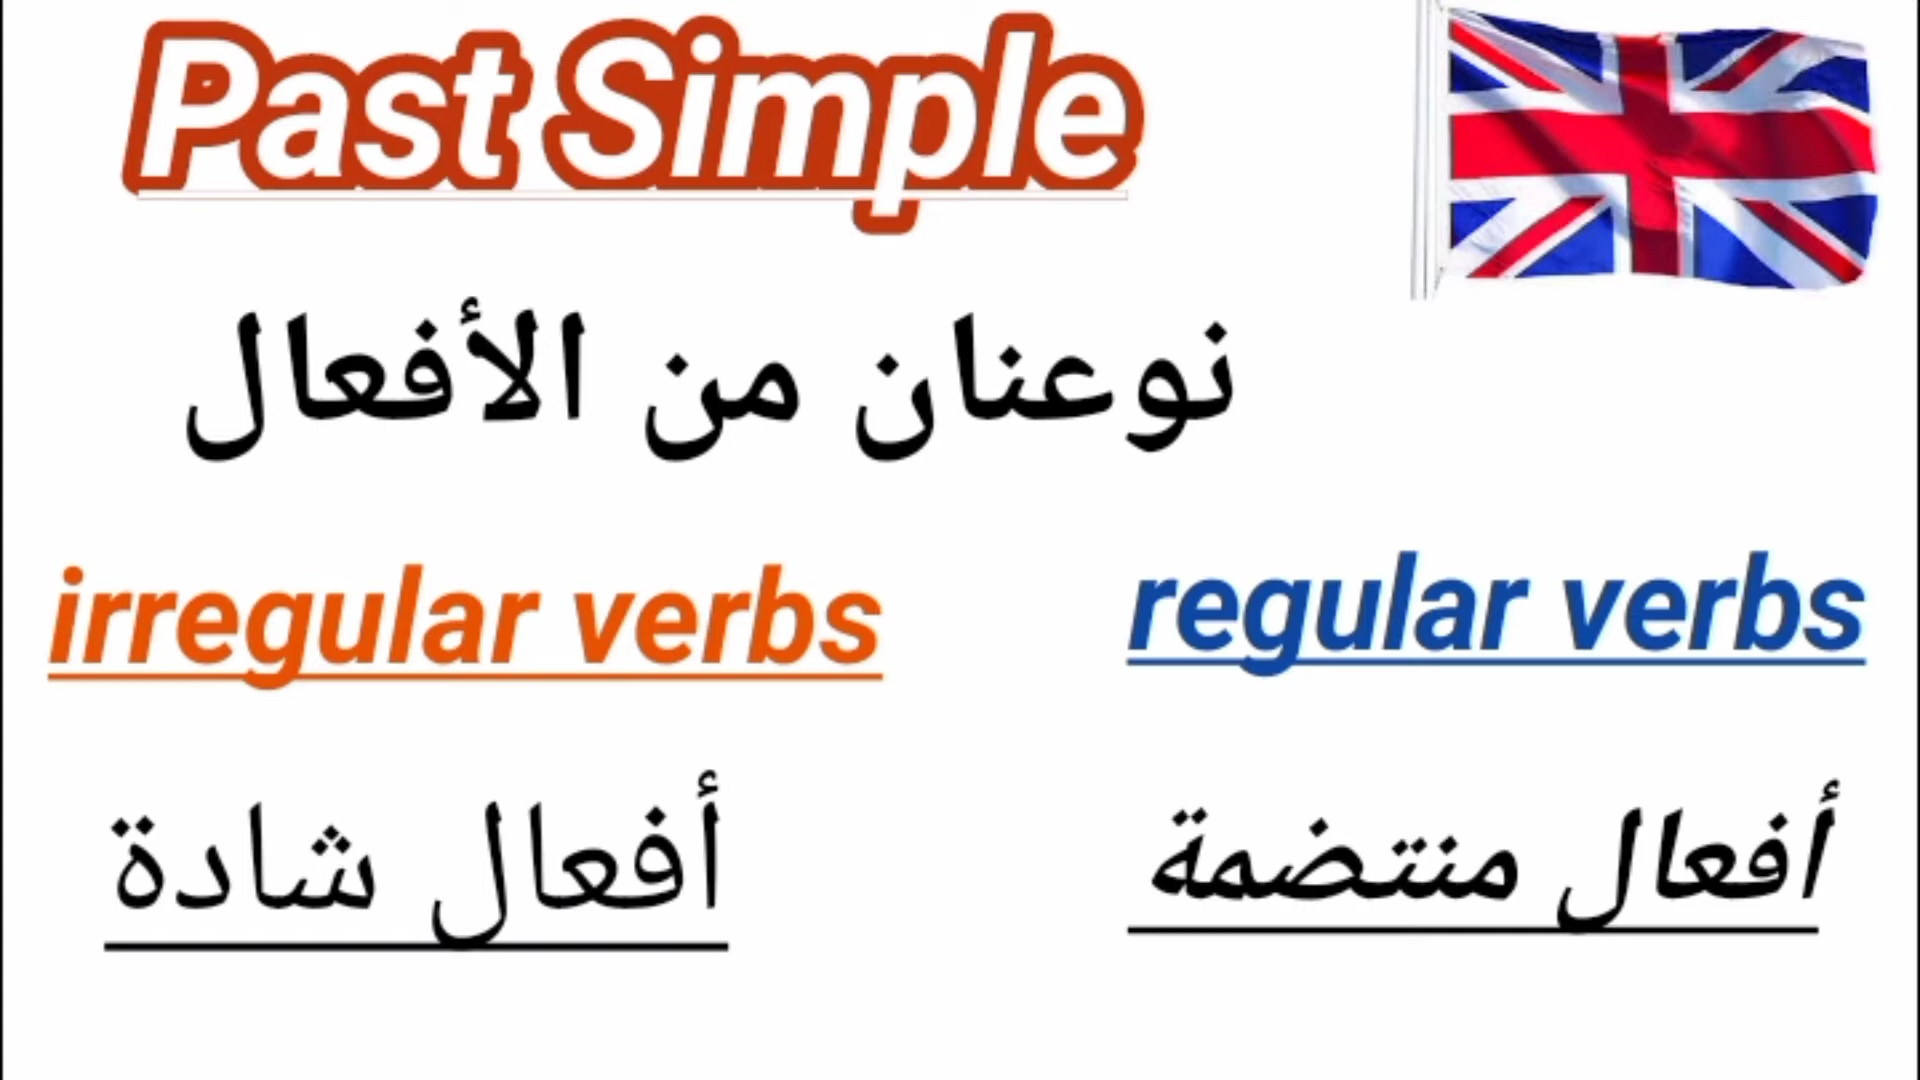 Past Simple
نوعنان من الأفعال
irregular verbs
regular verbs
أفعال شادة
أفعال منتضمة